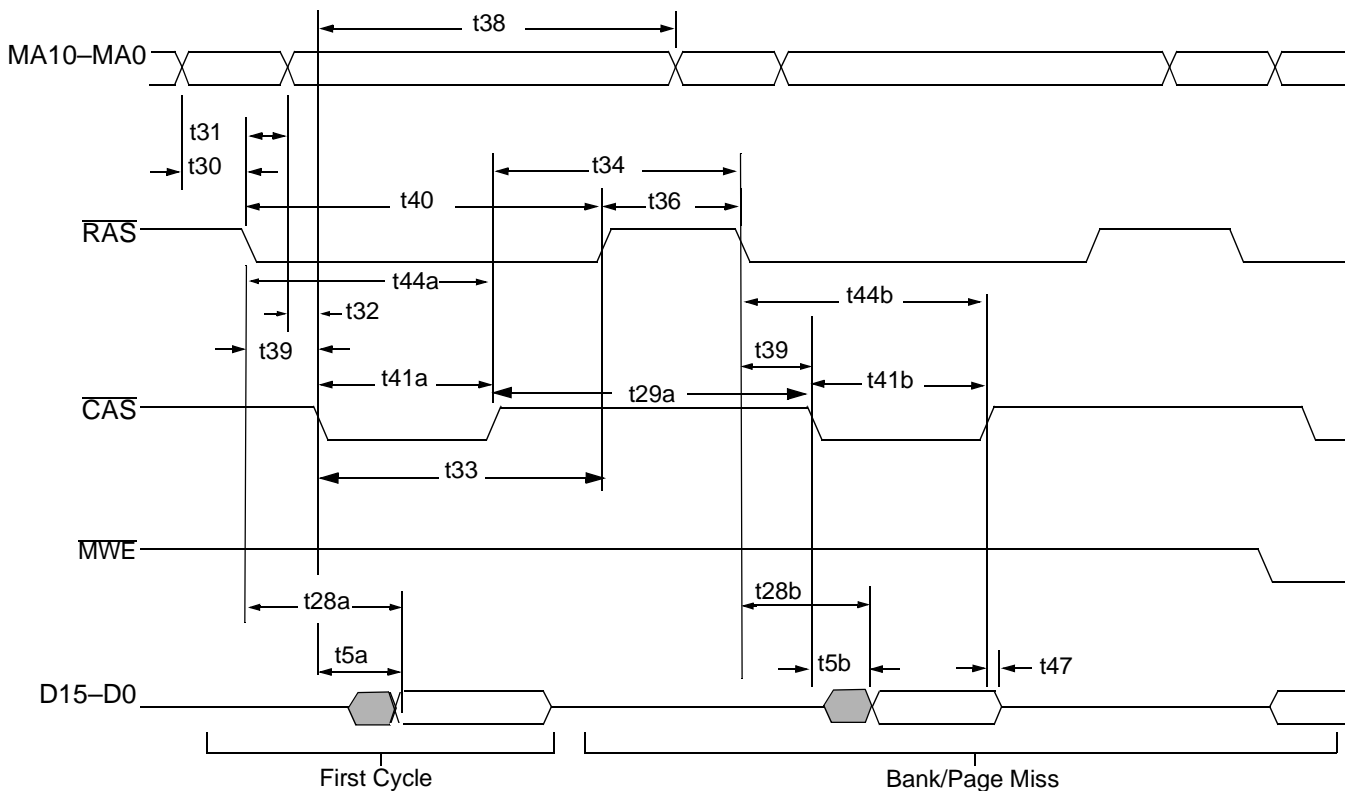 t38
MA10–MA0
t31
t30
t34
t40
t36
RAS
t44a
t44b
t32
t39
t39
t41a
t41b
t29a
CAS
t33
MWE
t28a
t28b
t5a
t5b
t47
D15–D0
First Cycle
Bank/Page Miss